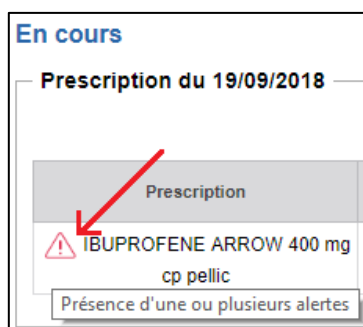 En cours
Prescription du 19/09/2018
Prescription
IBUPROFENE ARROW 400 mg
cp pellic
Présence d'une ou plusieurs alertes